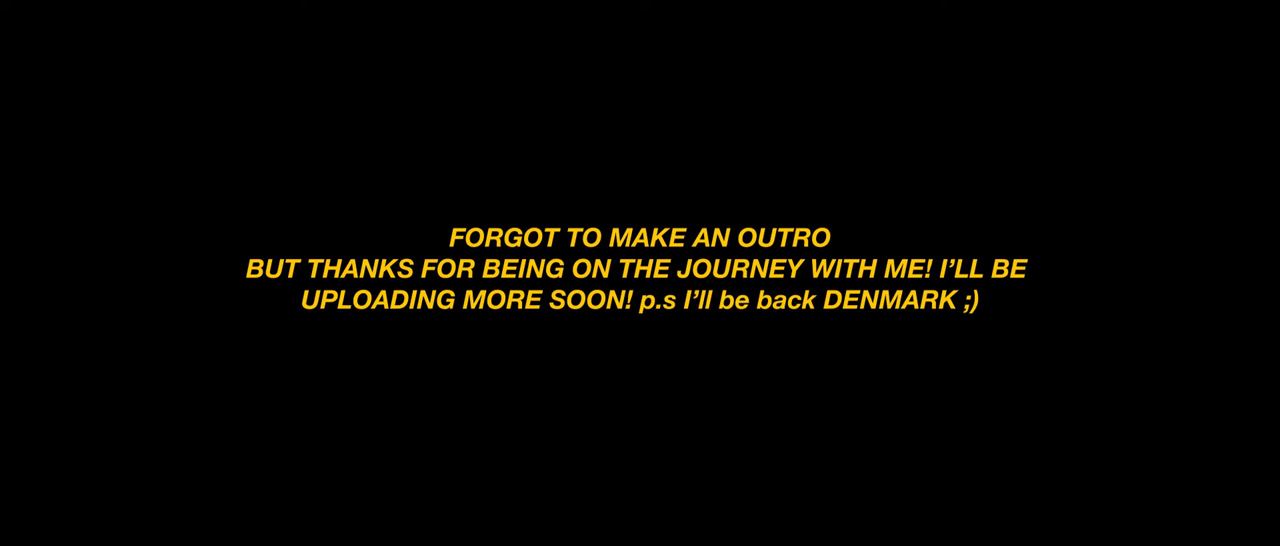 FORGOT TO MAKE AN OUTRO
BUT THANKS FOR BEING ON THE JOURNEY WITH ME! I’LL BE
UPLOADING MORE SOON! p.s I’ll be back DENMARK ;)